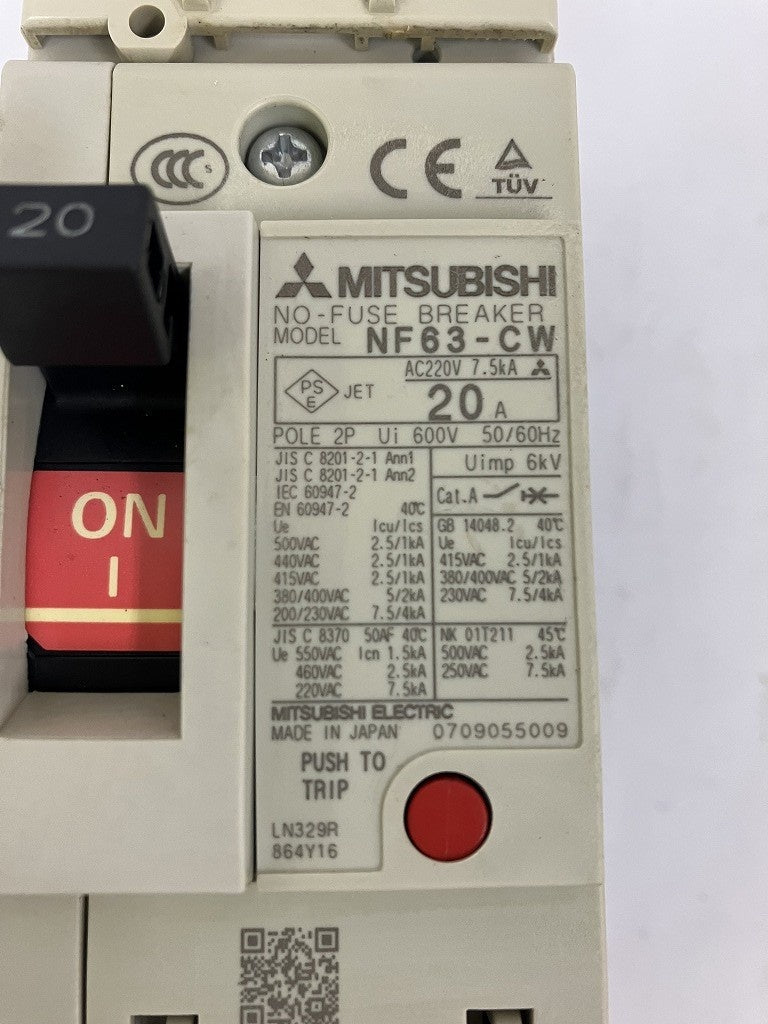 CCC S
CE
TÜV
20
MITSUBISHI
NO-FUSE BREAKER
MODEL NF63-CW
PS E JET
AC220V 7.5kA
20 A
POLE 2P Ui 600V 50/60Hz
JIS C 8201-2-1 Ann1
JIS C 8201-2-1 Ann2
IEC 60947-2
EN 60947-2 40℃
Ue Icu/Ics
500VAC 2.5/1kA
440VAC 2.5/1kA
415VAC 2.5/1kA
380/400VAC 5/2kA
200/230VAC 7.5/4kA
Uimp 6kV
Cat.A
GB 14048.2 40℃
Ue Icu/Ics
415VAC 2.5/1kA
380/400VAC 5/2kA
230VAC 7.5/4kA
JIS C 8370 50AF 40℃
Ue 550VAC Icn 1.5kA
460VAC 2.5kA
220VAC 7.5kA
NK 01T211 45℃
500VAC 2.5kA
250VAC 7.5kA
MITSUBISHI ELECTRIC
MADE IN JAPAN 0709055009
ON
I
PUSH TO
TRIP
LN329R
864Y16